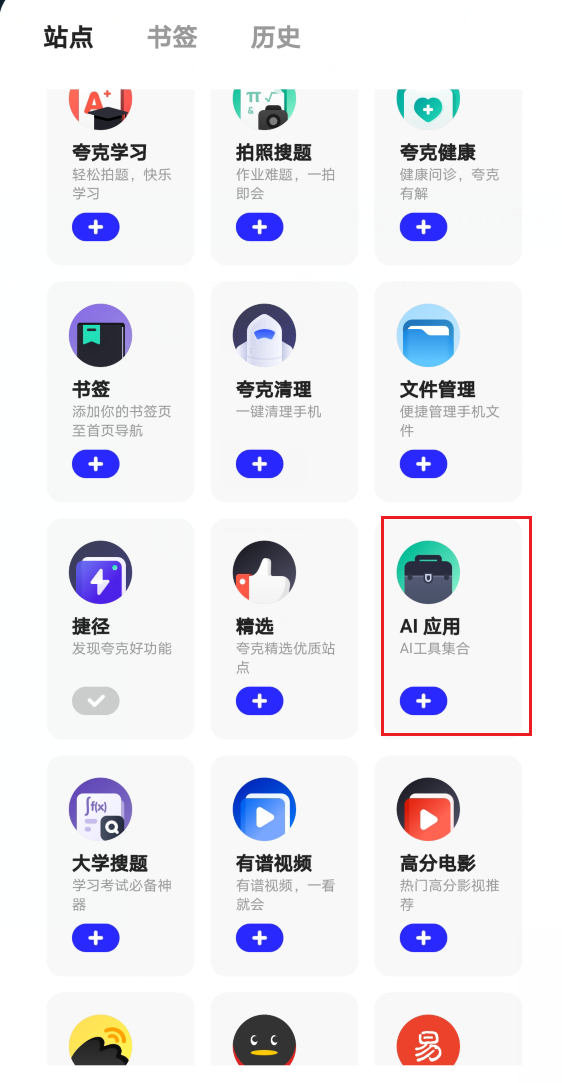 站点 书签 历史
A+ π √ &
夸克学习 拍照搜题 夸克健康
轻松拍题，快乐 作业难题，一拍 健康问诊，夸克
学习 即会 有解
书签 夸克清理 文件管理
添加你的书签页 一键清理手机 便捷管理手机文
至首页导航 件
捷径 精选 AI 应用
发现夸克好功能 夸克精选优质站 AI工具集合
点
∫f(x)
大学搜题 有谱视频 高分电影
学习考试必备神 有谱视频，一看 热门高分影视推
器 就会 荐
易